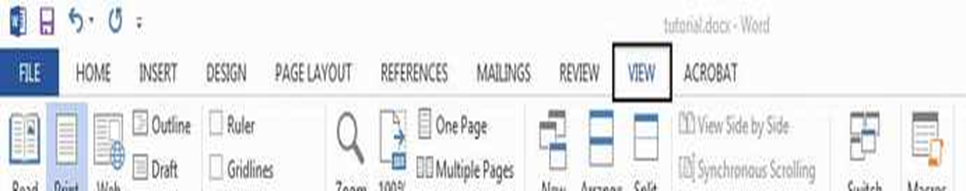 tutorial.docx - Word
FILE HOME INSERT DESIGN PAGE LAYOUT REFERENCES MAILINGS REVIEW VIEW ACROBAT
Outline Ruler One Page View Side by Side
Draft Gridlines Multiple Pages Synchronous Scrolling
Read Print Web Zoom 100% New Arrange Split Switch Macros